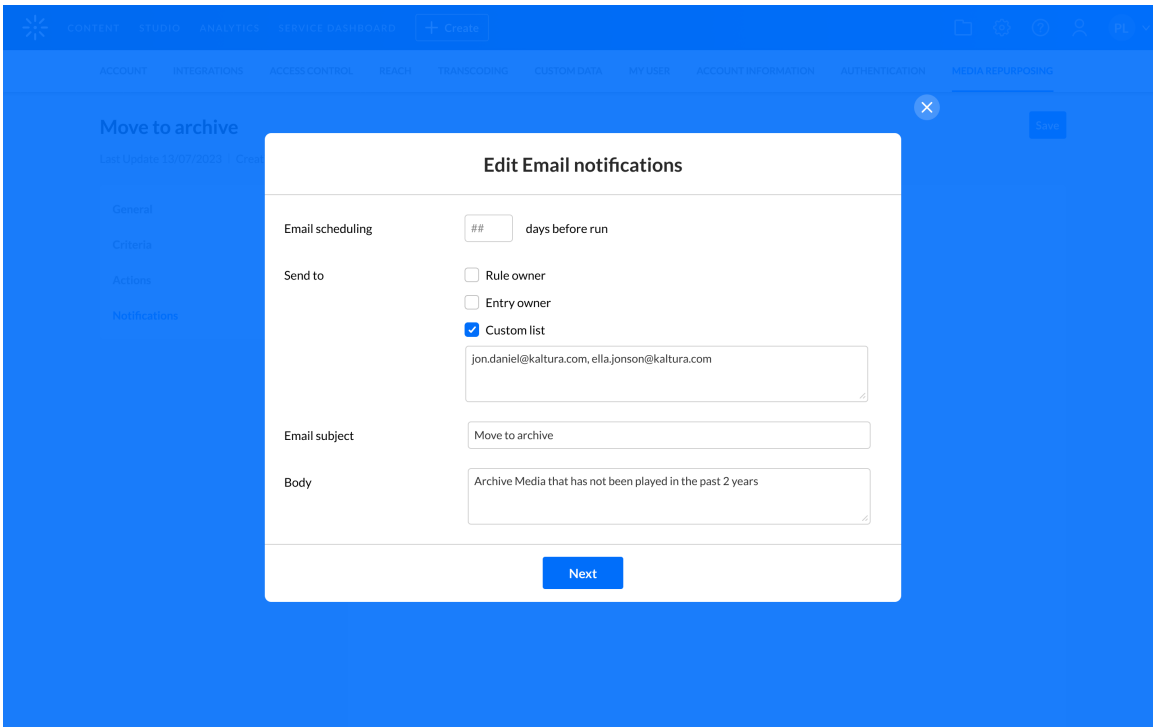 CONTENT STUDIO ANALYTICS SERVICE DASHBOARD + Create PL
ACCOUNT INTEGRATIONS ACCESS CONTROL REACH TRANSCODING CUSTOM DATA MY USER ACCOUNT INFORMATION AUTHENTICATION MEDIA REPURPOSING
Move to archive Save
Last Update 13/07/2023 Creat
General
Criteria
Actions
Notifications
Edit Email notifications
Email scheduling ## days before run
Send to Rule owner
Entry owner
Custom list
jon.daniel@kaltura.com, ella.jonson@kaltura.com
Email subject Move to archive
Body Archive Media that has not been played in the past 2 years
Next